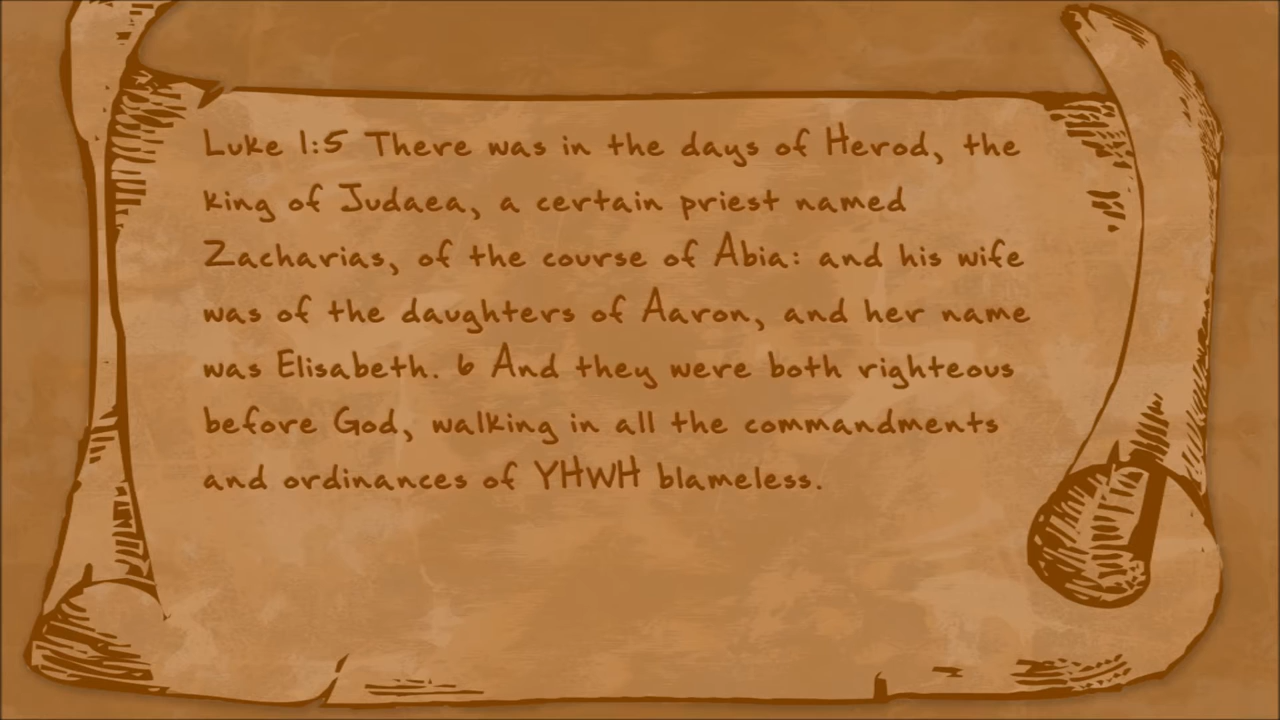 Luke 1:5 There was in the days of Herod, the
king of Judaea, a certain priest named
Zacharias, of the course of Abia: and his wife
was of the daughters of Aaron, and her name
was Elisabeth. 6 And they were both righteous
before God, walking in all the commandments
and ordinances of YHWH blameless.